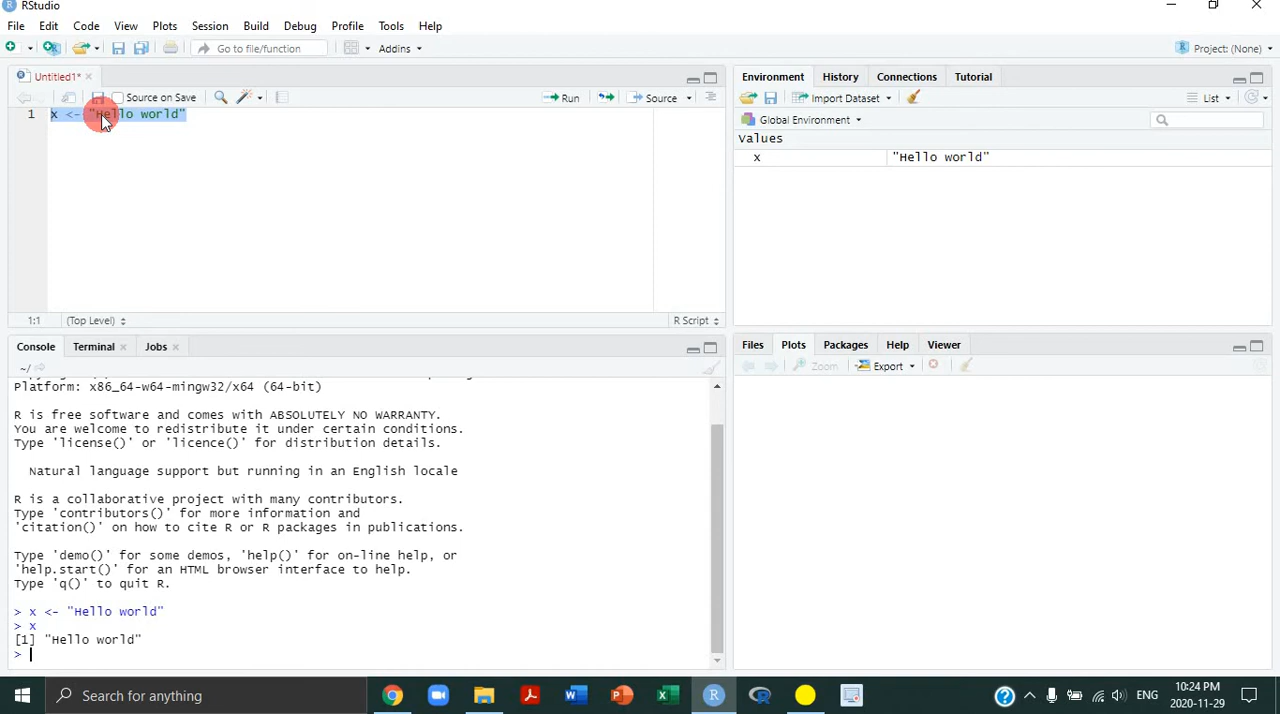 RStudio
File Edit Code View Plots Session Build Debug Profile Tools Help
Go to file/function Addins Project: (None)
Untitled1*
Source on Save Run Source
1 x <- "Hello world"
1:1 (Top Level) R Script
Console Terminal Jobs
~/
Platform: x86_64-w64-mingw32/x64 (64-bit)
R is free software and comes with ABSOLUTELY NO WARRANTY.
You are welcome to redistribute it under certain conditions.
Type 'license()' or 'licence()' for distribution details.
Natural language support but running in an English locale
R is a collaborative project with many contributors.
Type 'contributors()' for more information and
'citation()' on how to cite R or R packages in publications.
Type 'demo()' for some demos, 'help()' for on-line help, or
'help.start()' for an HTML browser interface to help.
Type 'q()' to quit R.
> x <- "Hello world"
> x
[1] "Hello world"
>
Environment History Connections Tutorial
Import Dataset List
Global Environment
Values
x "Hello world"
Files Plots Packages Help Viewer
Zoom Export
Search for anything
ENG
10:24 PM
2020-11-29